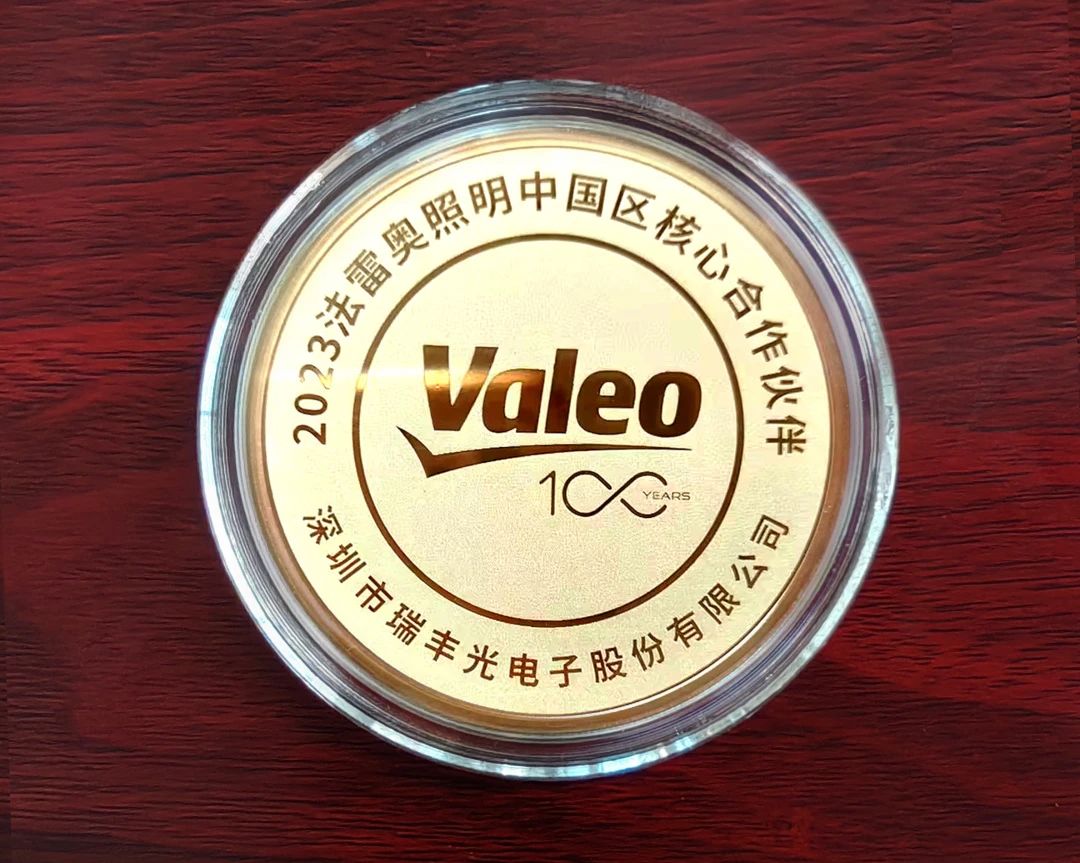 2023法雷奥照明中国区核心合作伙伴
Valeo
100 YEARS
深圳市瑞丰光电子股份有限公司